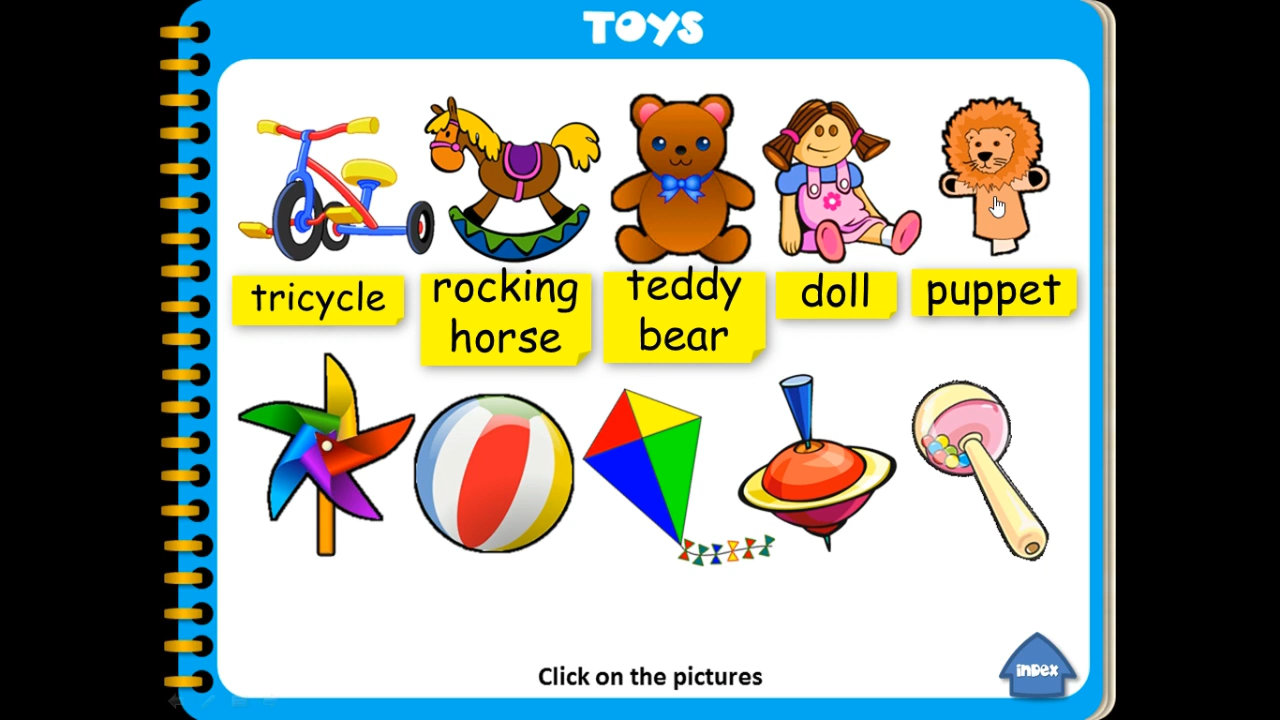 TOYS
tricycle
rocking
horse
teddy
bear
doll
puppet
Click on the pictures
INDEX